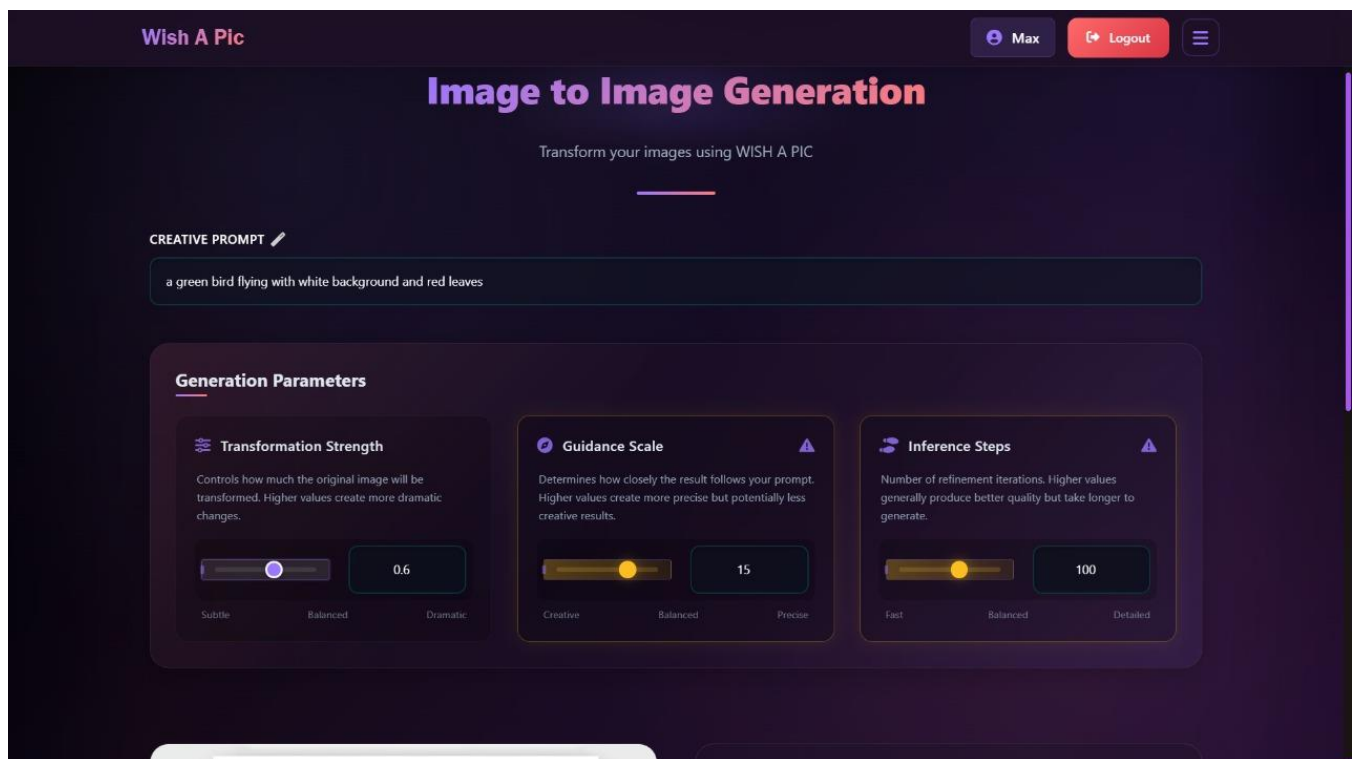 Wish A Pic
Max
Logout
Image to Image Generation
Transform your images using WISH A PIC
CREATIVE PROMPT
a green bird flying with white background and red leaves
Generation Parameters
Transformation Strength
Controls how much the original image will be
transformed. Higher values create more dramatic
changes.
0.6
Subtle
Balanced
Dramatic
Guidance Scale
Determines how closely the result follows your prompt.
Higher values create more precise but potentially less
creative results.
15
Creative
Balanced
Precise
Inference Steps
Number of refinement iterations. Higher values
generally produce better quality but take longer to
generate.
100
Fast
Balanced
Detailed